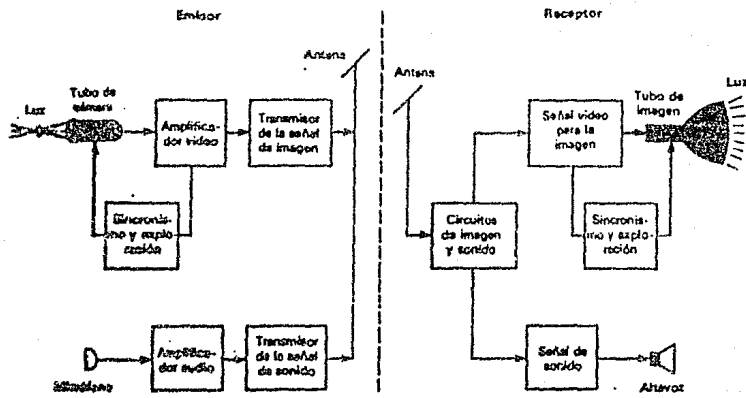 Emisor
Receptor
Antena
Antena
Luz
Tubo de
cámara
Amplifica-
dor video
Transmisor
de la señal
de imagen
Sincronis-
mo y explo-
ración
Micrófono
Amplifica-
dor audio
Transmisor
de la señal
de sonido
Circuitos
de imagen
y sonido
Señal video
para la
imagen
Tubo de
imagen
Luz
Sincronis-
mo y explo-
ración
Señal de
sonido
Altavoz